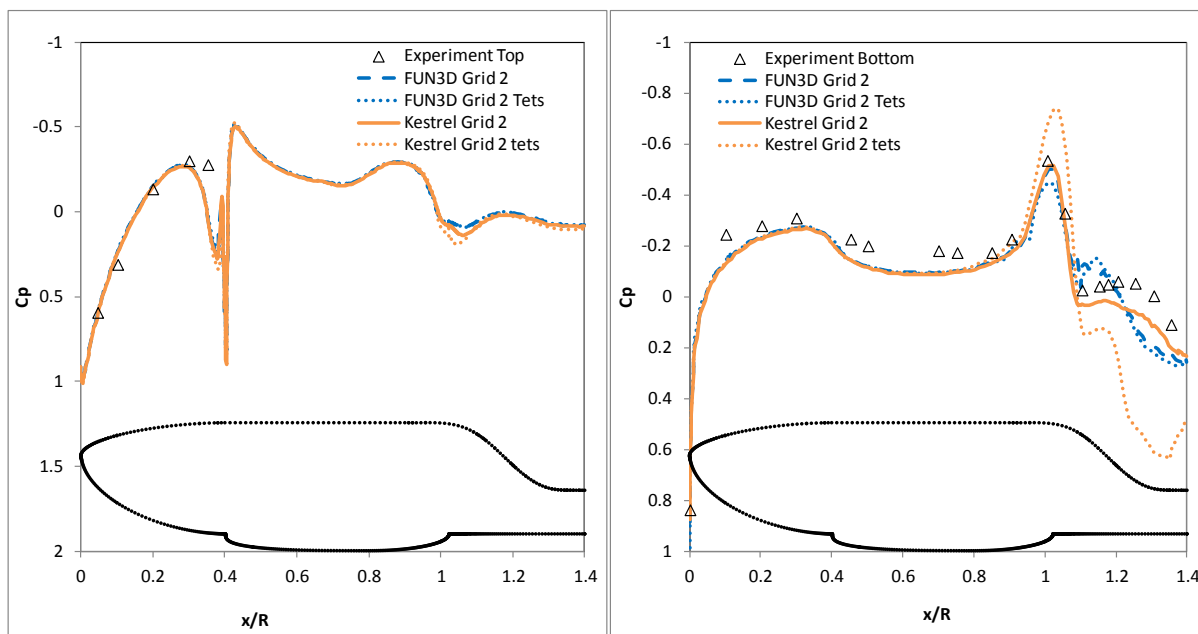 -1
-0.5
0
0.5
1
1.5
2
Cp
0
0.2
0.4
0.6
0.8
1
1.2
1.4
x/R
Experiment Top
FUN3D Grid 2
FUN3D Grid 2 Tets
Kestrel Grid 2
Kestrel Grid 2 tets
-1
-0.8
-0.6
-0.4
-0.2
0
0.2
0.4
0.6
0.8
1
Cp
0
0.2
0.4
0.6
0.8
1
1.2
1.4
x/R
Experiment Bottom
FUN3D Grid 2
FUN3D Grid 2 Tets
Kestrel Grid 2
Kestrel Grid 2 tets